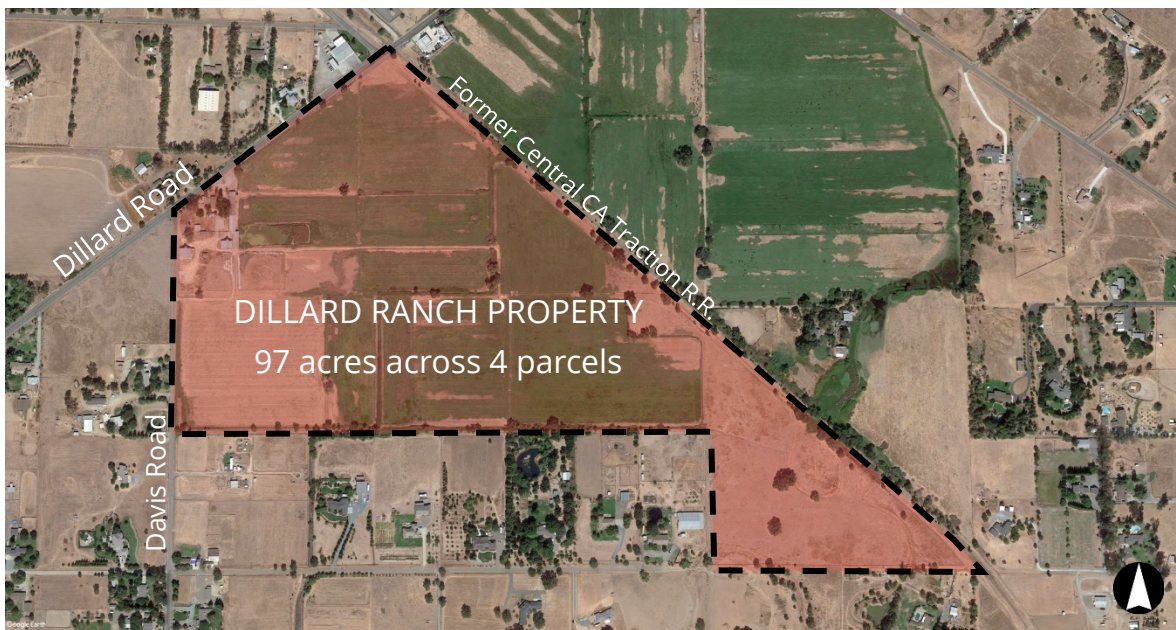 Former Central CA Traction R.R.
Dillard Road
DILLARD RANCH PROPERTY
97 acres across 4 parcels
Davis Road
Google Earth